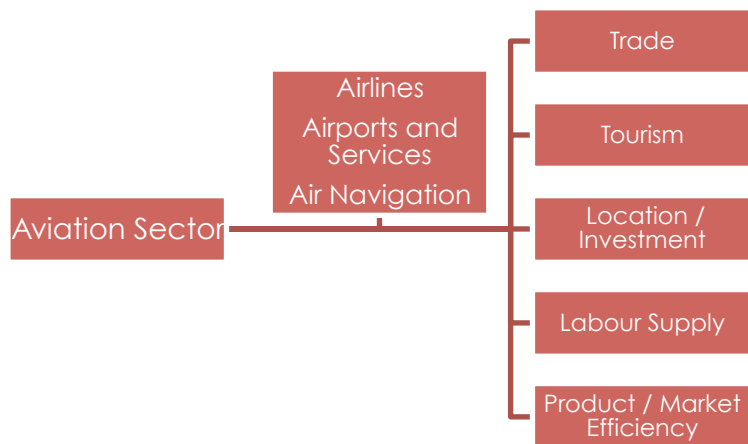 Aviation Sector
Airlines
Airports and
Services
Air Navigation
Trade
Tourism
Location /
Investment
Labour Supply
Product / Market
Efficiency